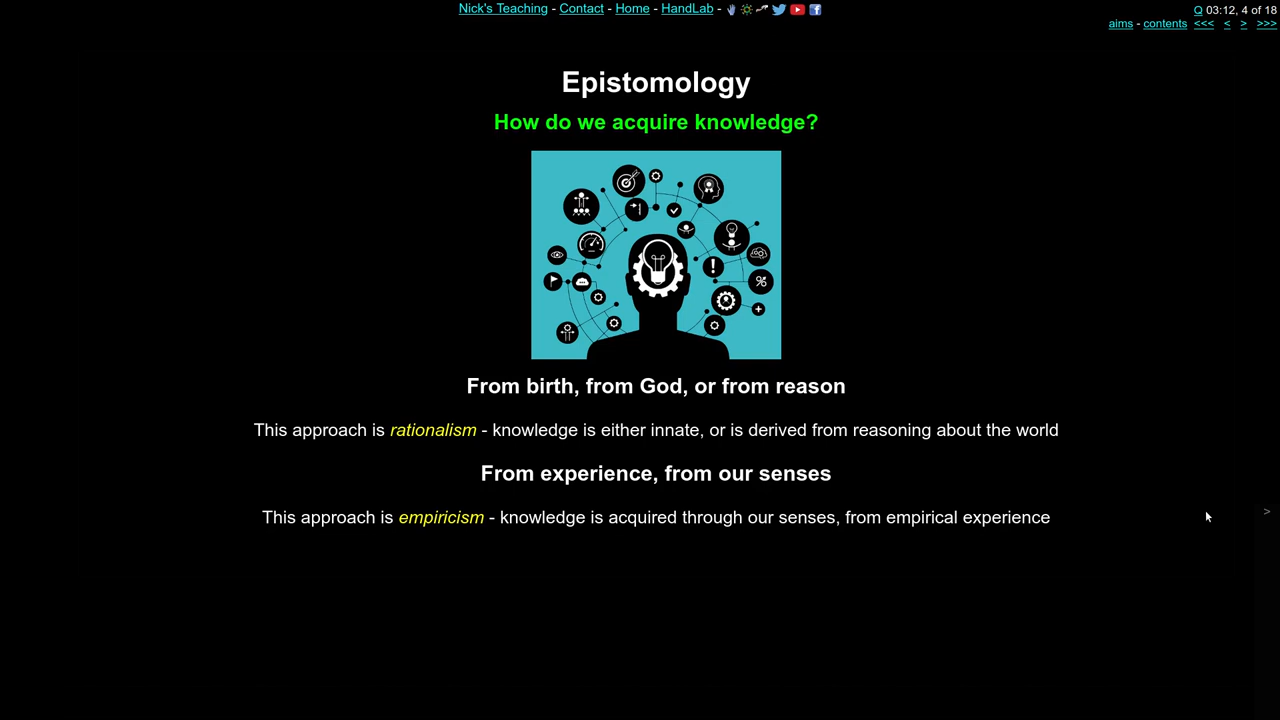 Nick's Teaching - Contact - Home - HandLab -
Q 03:12, 4 of 18
aims - contents <<< < > >>>
Epistomology
How do we acquire knowledge?
From birth, from God, or from reason
This approach is rationalism - knowledge is either innate, or is derived from reasoning about the world
From experience, from our senses
This approach is empiricism - knowledge is acquired through our senses, from empirical experience
>